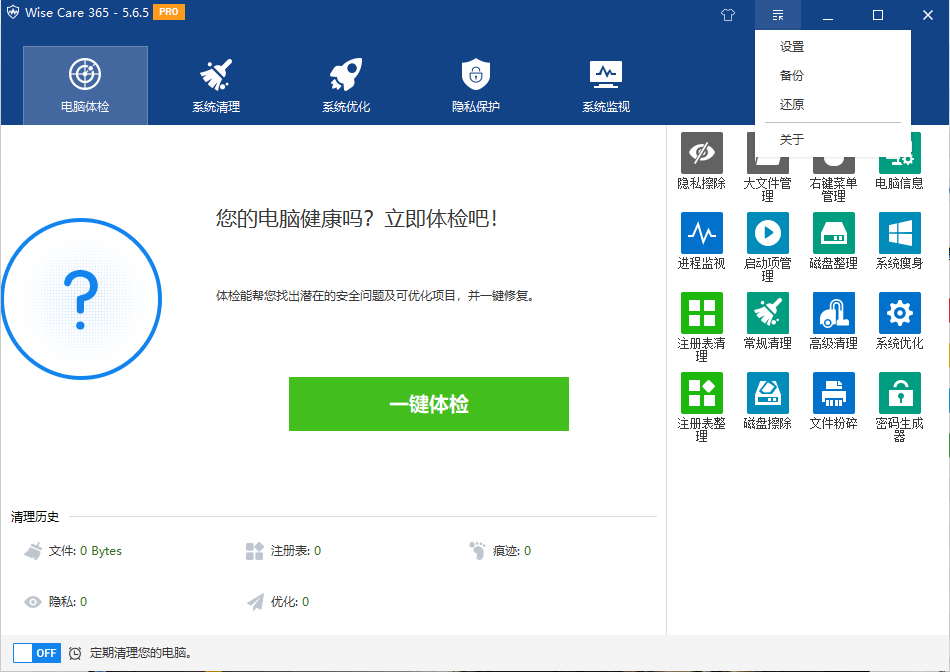 Wise Care 365 - 5.6.5 PRO
电脑体检
系统清理
系统优化
隐私保护
系统监视
设置
备份
还原
关于
您的电脑健康吗？立即体检吧！
体检能帮您找出潜在的安全问题及可优化项目，并一键修复。
一键体检
隐私擦除
大文件管
理
右键菜单
管理
电脑信息
进程监视
启动项管
理
磁盘整理
系统瘦身
注册表清
理
常规清理
高级清理
系统优化
注册表整
理
磁盘擦除
文件粉碎
密码生成
器
清理历史
文件: 0 Bytes
注册表: 0
痕迹: 0
隐私: 0
优化: 0
OFF
定期清理您的电脑。